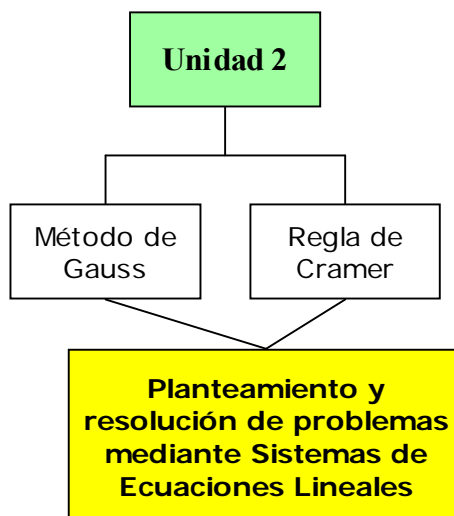 Unidad 2
Método de
Gauss
Regla de
Cramer
Planteamiento y
resolución de problemas
mediante Sistemas de
Ecuaciones Lineales